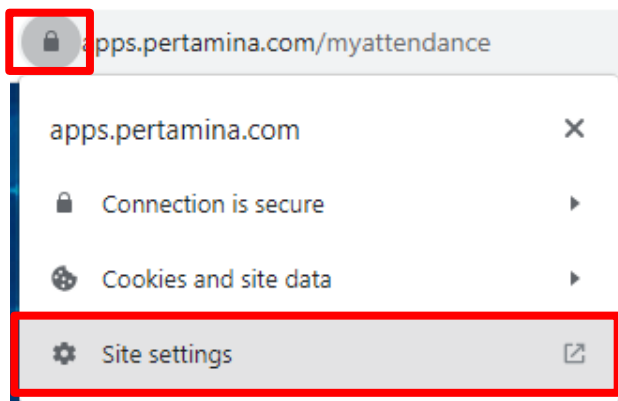 apps.pertamina.com/myattendance
apps.pertamina.com
Connection is secure
Cookies and site data
Site settings